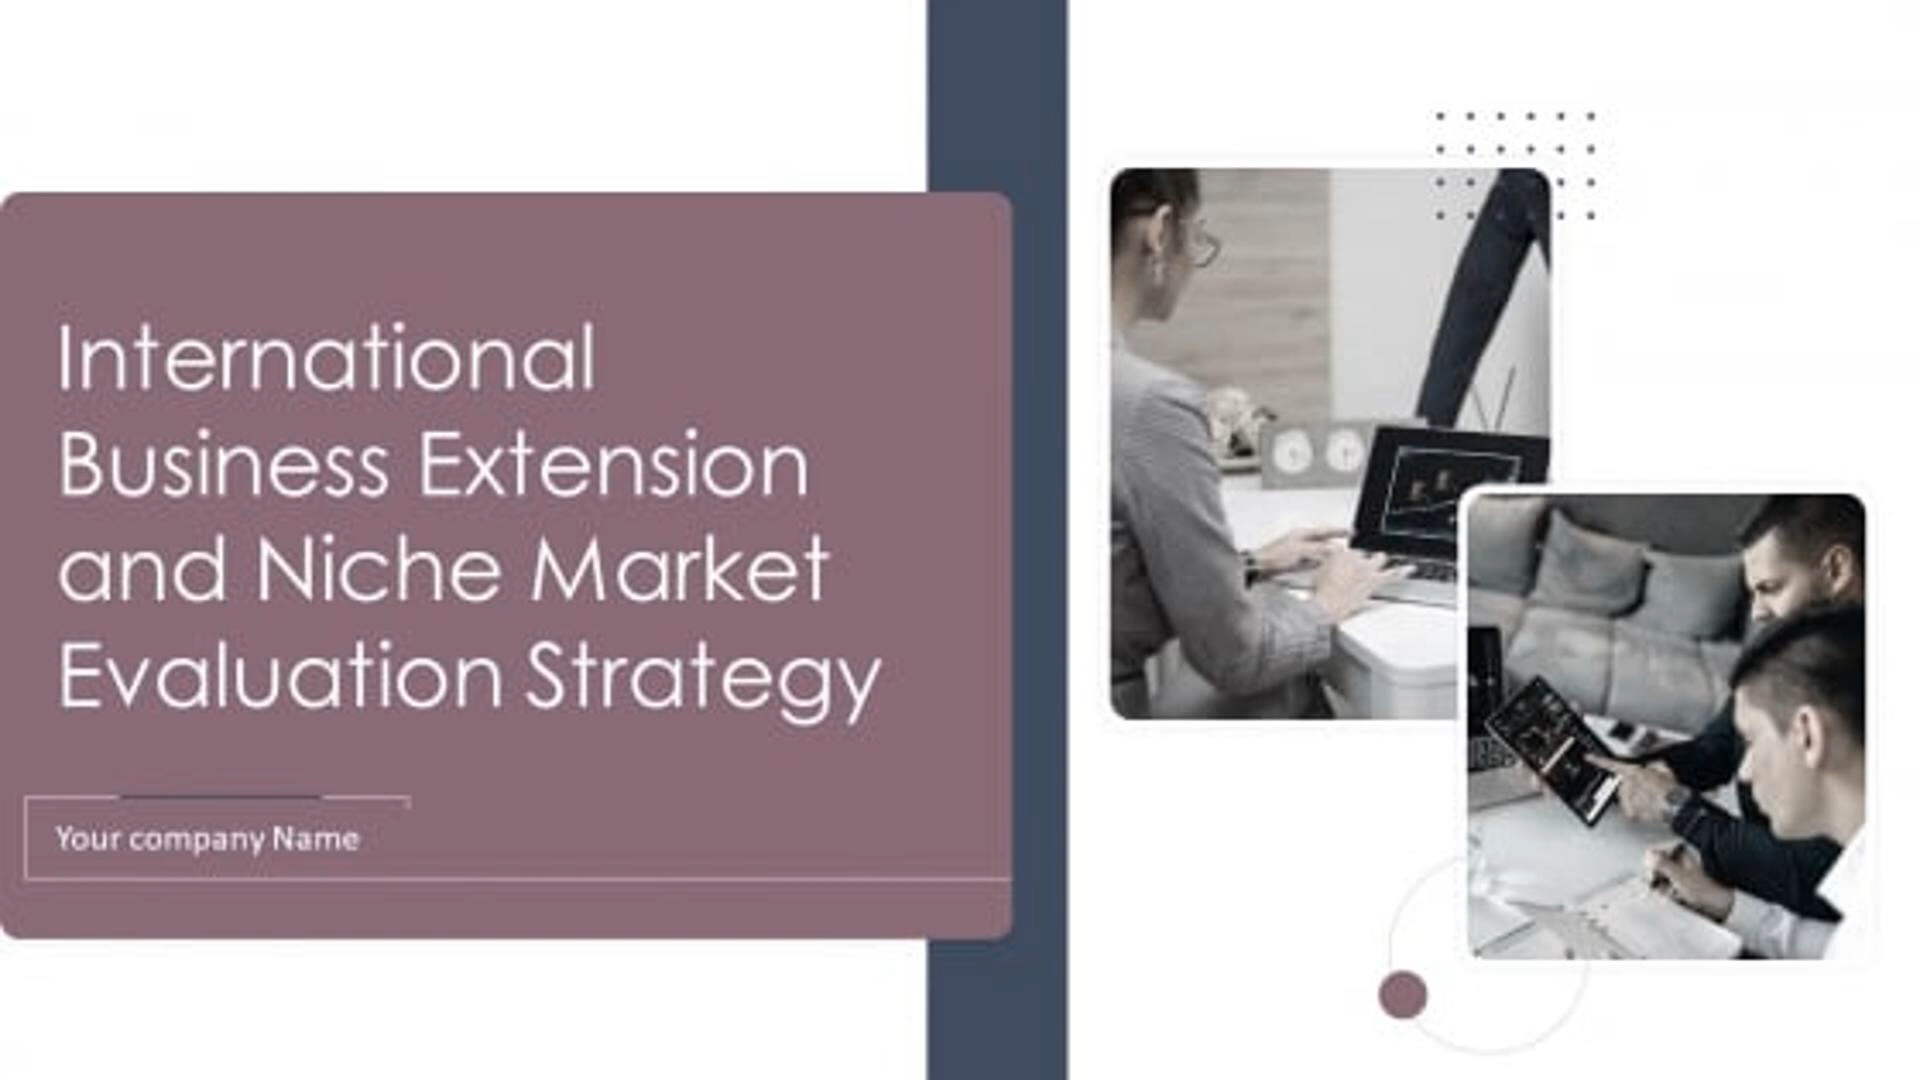 International
Business Extension
and Niche Market
Evaluation Strategy
Your company Name